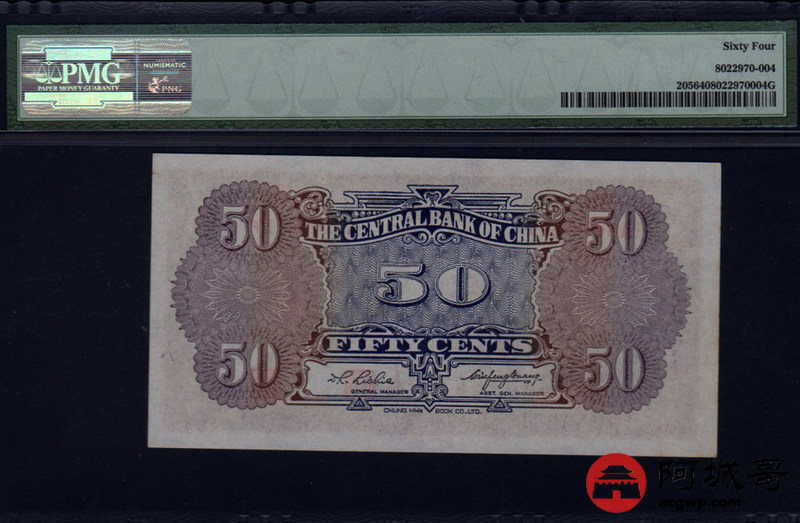 PMG
PAPER MONEY GUARANTY
NUMISMATIC
PNG
Sixty Four
8022970-004
2056408022970004G
50 50
THE CENTRAL BANK OF CHINA
50
FIFTY CENTS
50 50
GENERAL MANAGER
ASST. GEN. MANAGER
CHUNG HWA BOOK CO., LTD.
阿城哥
acgwp.com